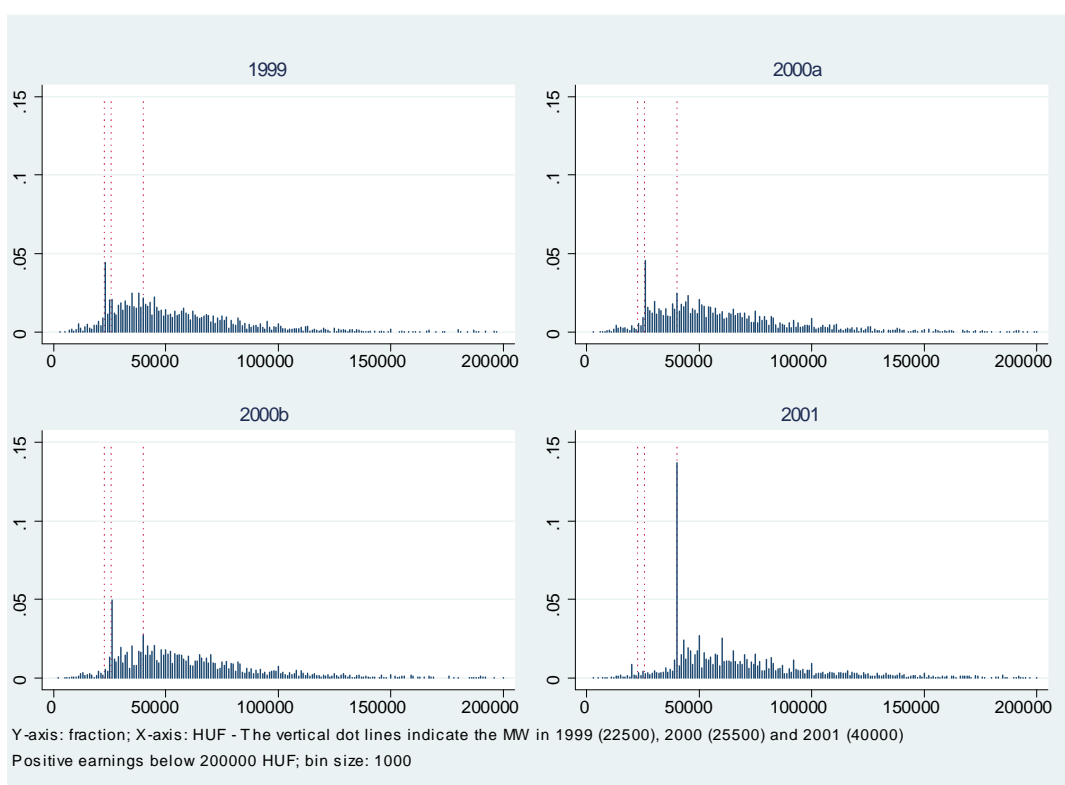 1999
2000a
.15
.1
.05
0
0 50000 100000 150000 200000
.15
.1
.05
0
0 50000 100000 150000 200000
2000b
2001
.15
.1
.05
0
0 50000 100000 150000 200000
.15
.1
.05
0
0 50000 100000 150000 200000
Y-axis: fraction; X-axis: HUF - The vertical dot lines indicate the MW in 1999 (22500), 2000 (25500) and 2001 (40000)
Positive earnings below 200000 HUF; bin size: 1000